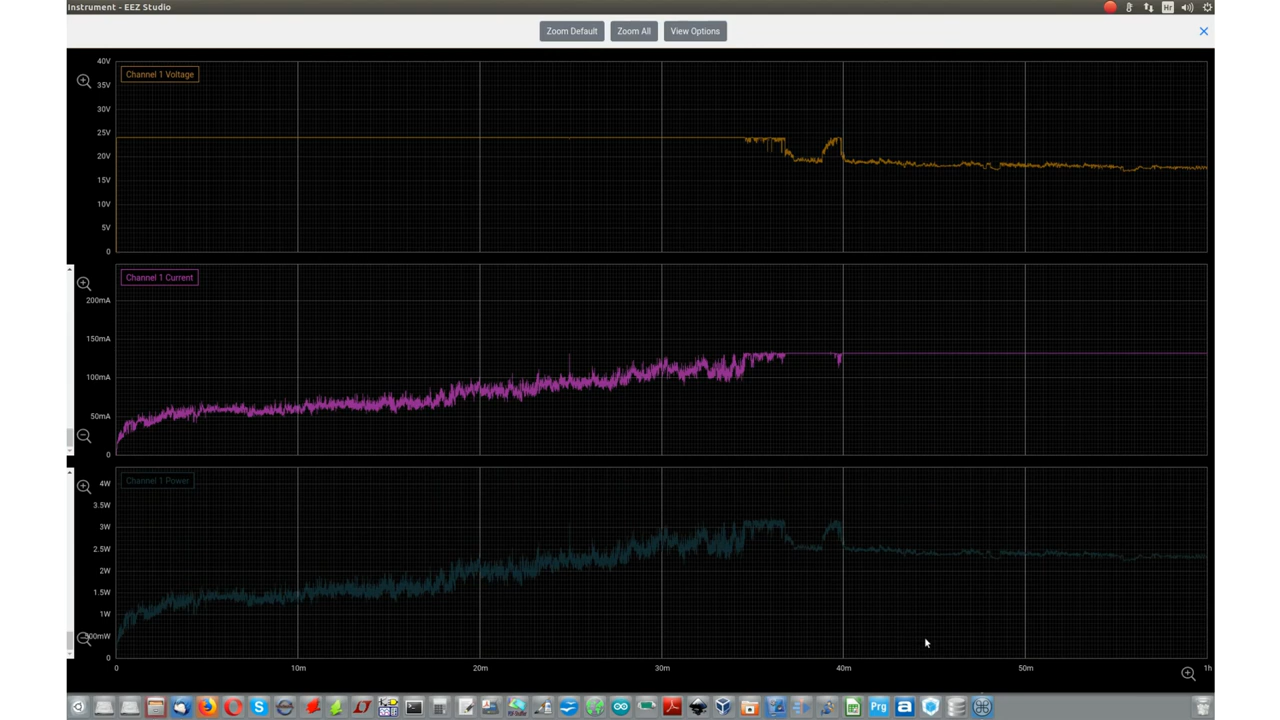 Instrument - EEZ Studio
Hr
Zoom Default
Zoom All
View Options
Channel 1 Voltage
40V
35V
30V
25V
20V
15V
10V
5V
0
Channel 1 Current
200mA
150mA
100mA
50mA
0
Channel 1 Power
4W
3.5W
3W
2.5W
2W
1.5W
1W
500mW
0
0
10m
20m
30m
40m
50m
1h
Prg
a